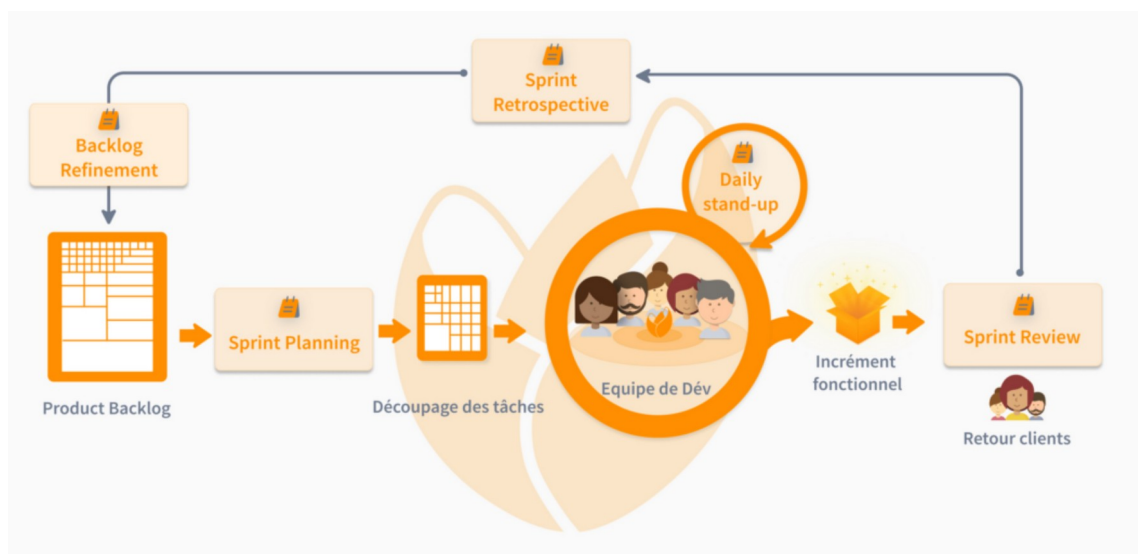 Sprint
Retrospective
Backlog
Refinement
Daily
stand-up
Sprint Planning
Sprint Review
Incrément
fonctionnel
Equipe de Dév
Product Backlog
Découpage des tâches
Retour clients